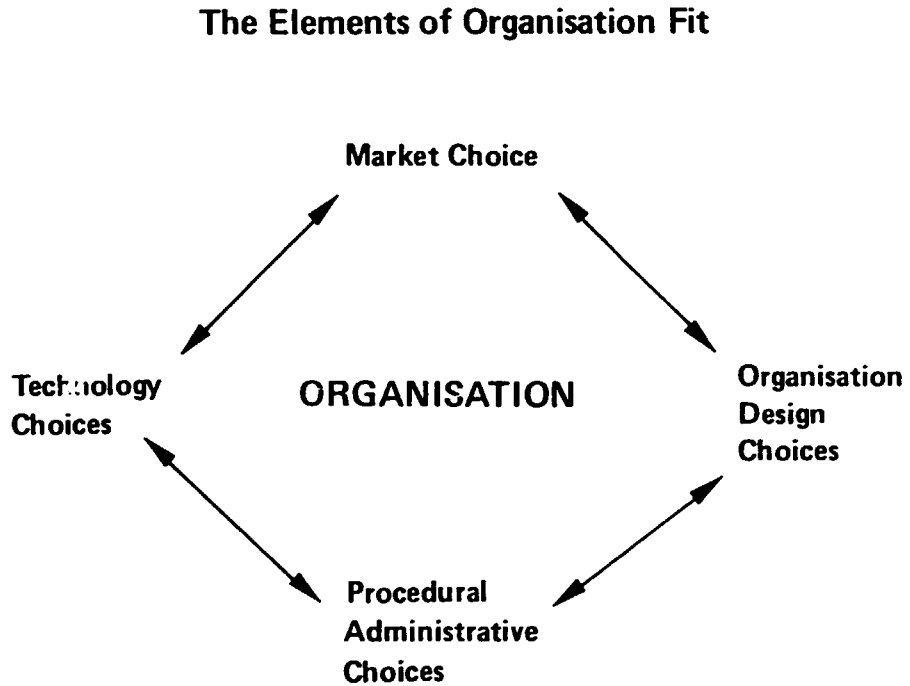 The Elements of Organisation Fit
Market Choice
Technology
Choices
ORGANISATION
Organisation
Design
Choices
Procedural
Administrative
Choices